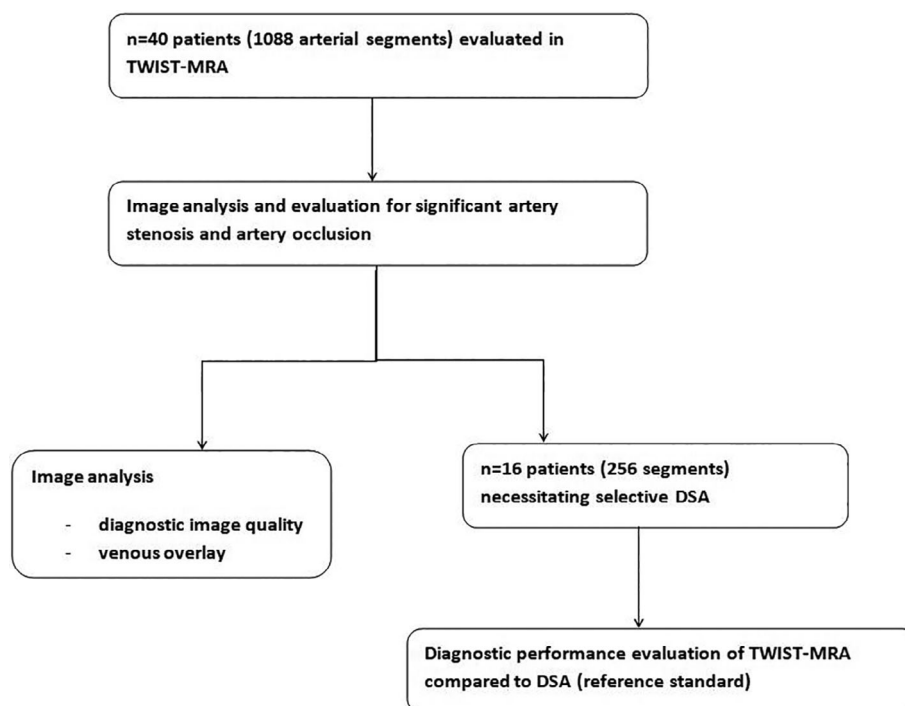 n=40 patients (1088 arterial segments) evaluated in
TWIST-MRA
Image analysis and evaluation for significant artery
stenosis and artery occlusion
Image analysis
- diagnostic image quality
- venous overlay
n=16 patients (256 segments)
necessitating selective DSA
Diagnostic performance evaluation of TWIST-MRA
compared to DSA (reference standard)